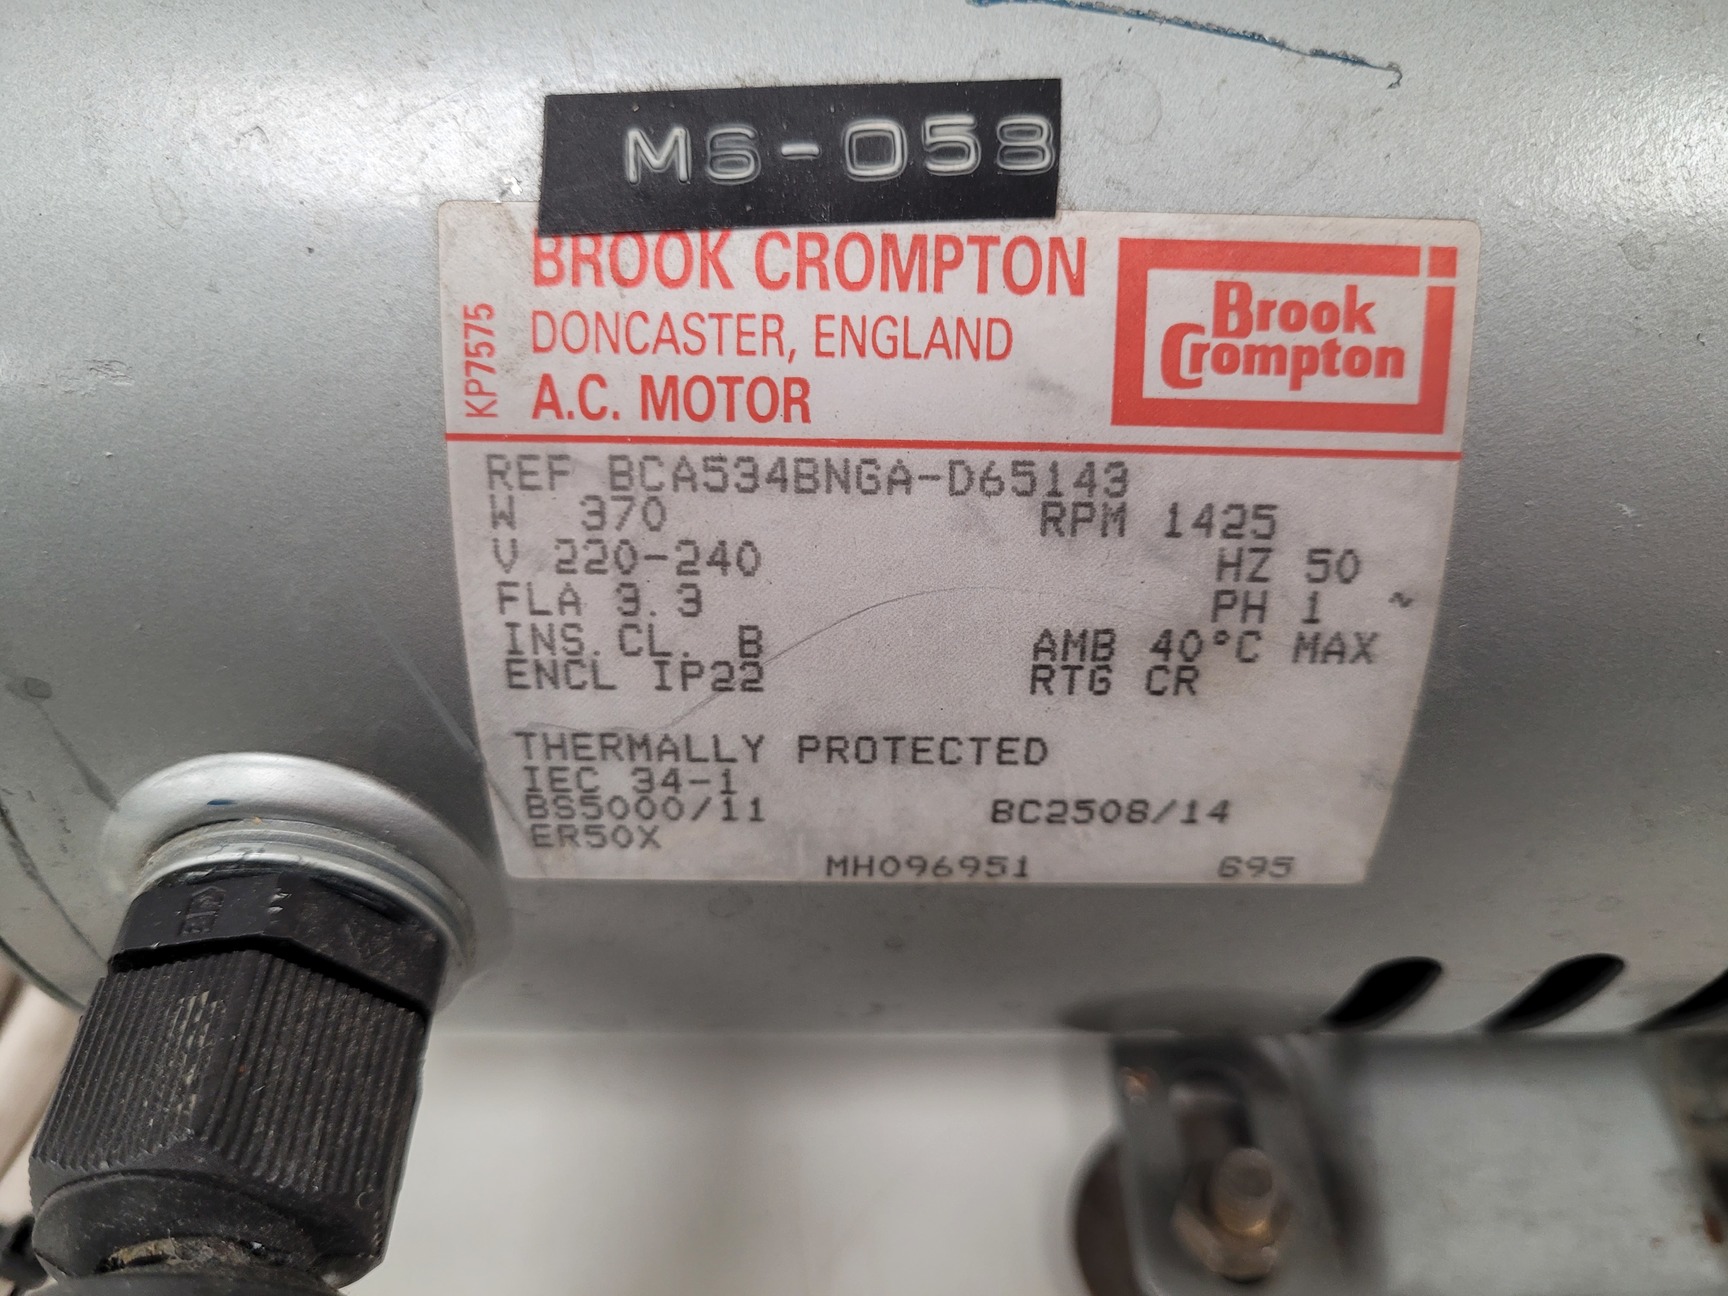 M6-058
BROOK CROMPTON
DONCASTER, ENGLAND
A.C. MOTOR
KP7575
Brook
Crompton
REF BCA534BNGA-D65143
W 370 RPM 1425
V 220-240 HZ 50
FLA 3.3 PH 1 ~
INS.CL. B AMB 40°C MAX
ENCL IP22 RTG CR
THERMALLY PROTECTED
IEC 34-1
BS5000/11 BC2508/14
ER50X
MH096951 695